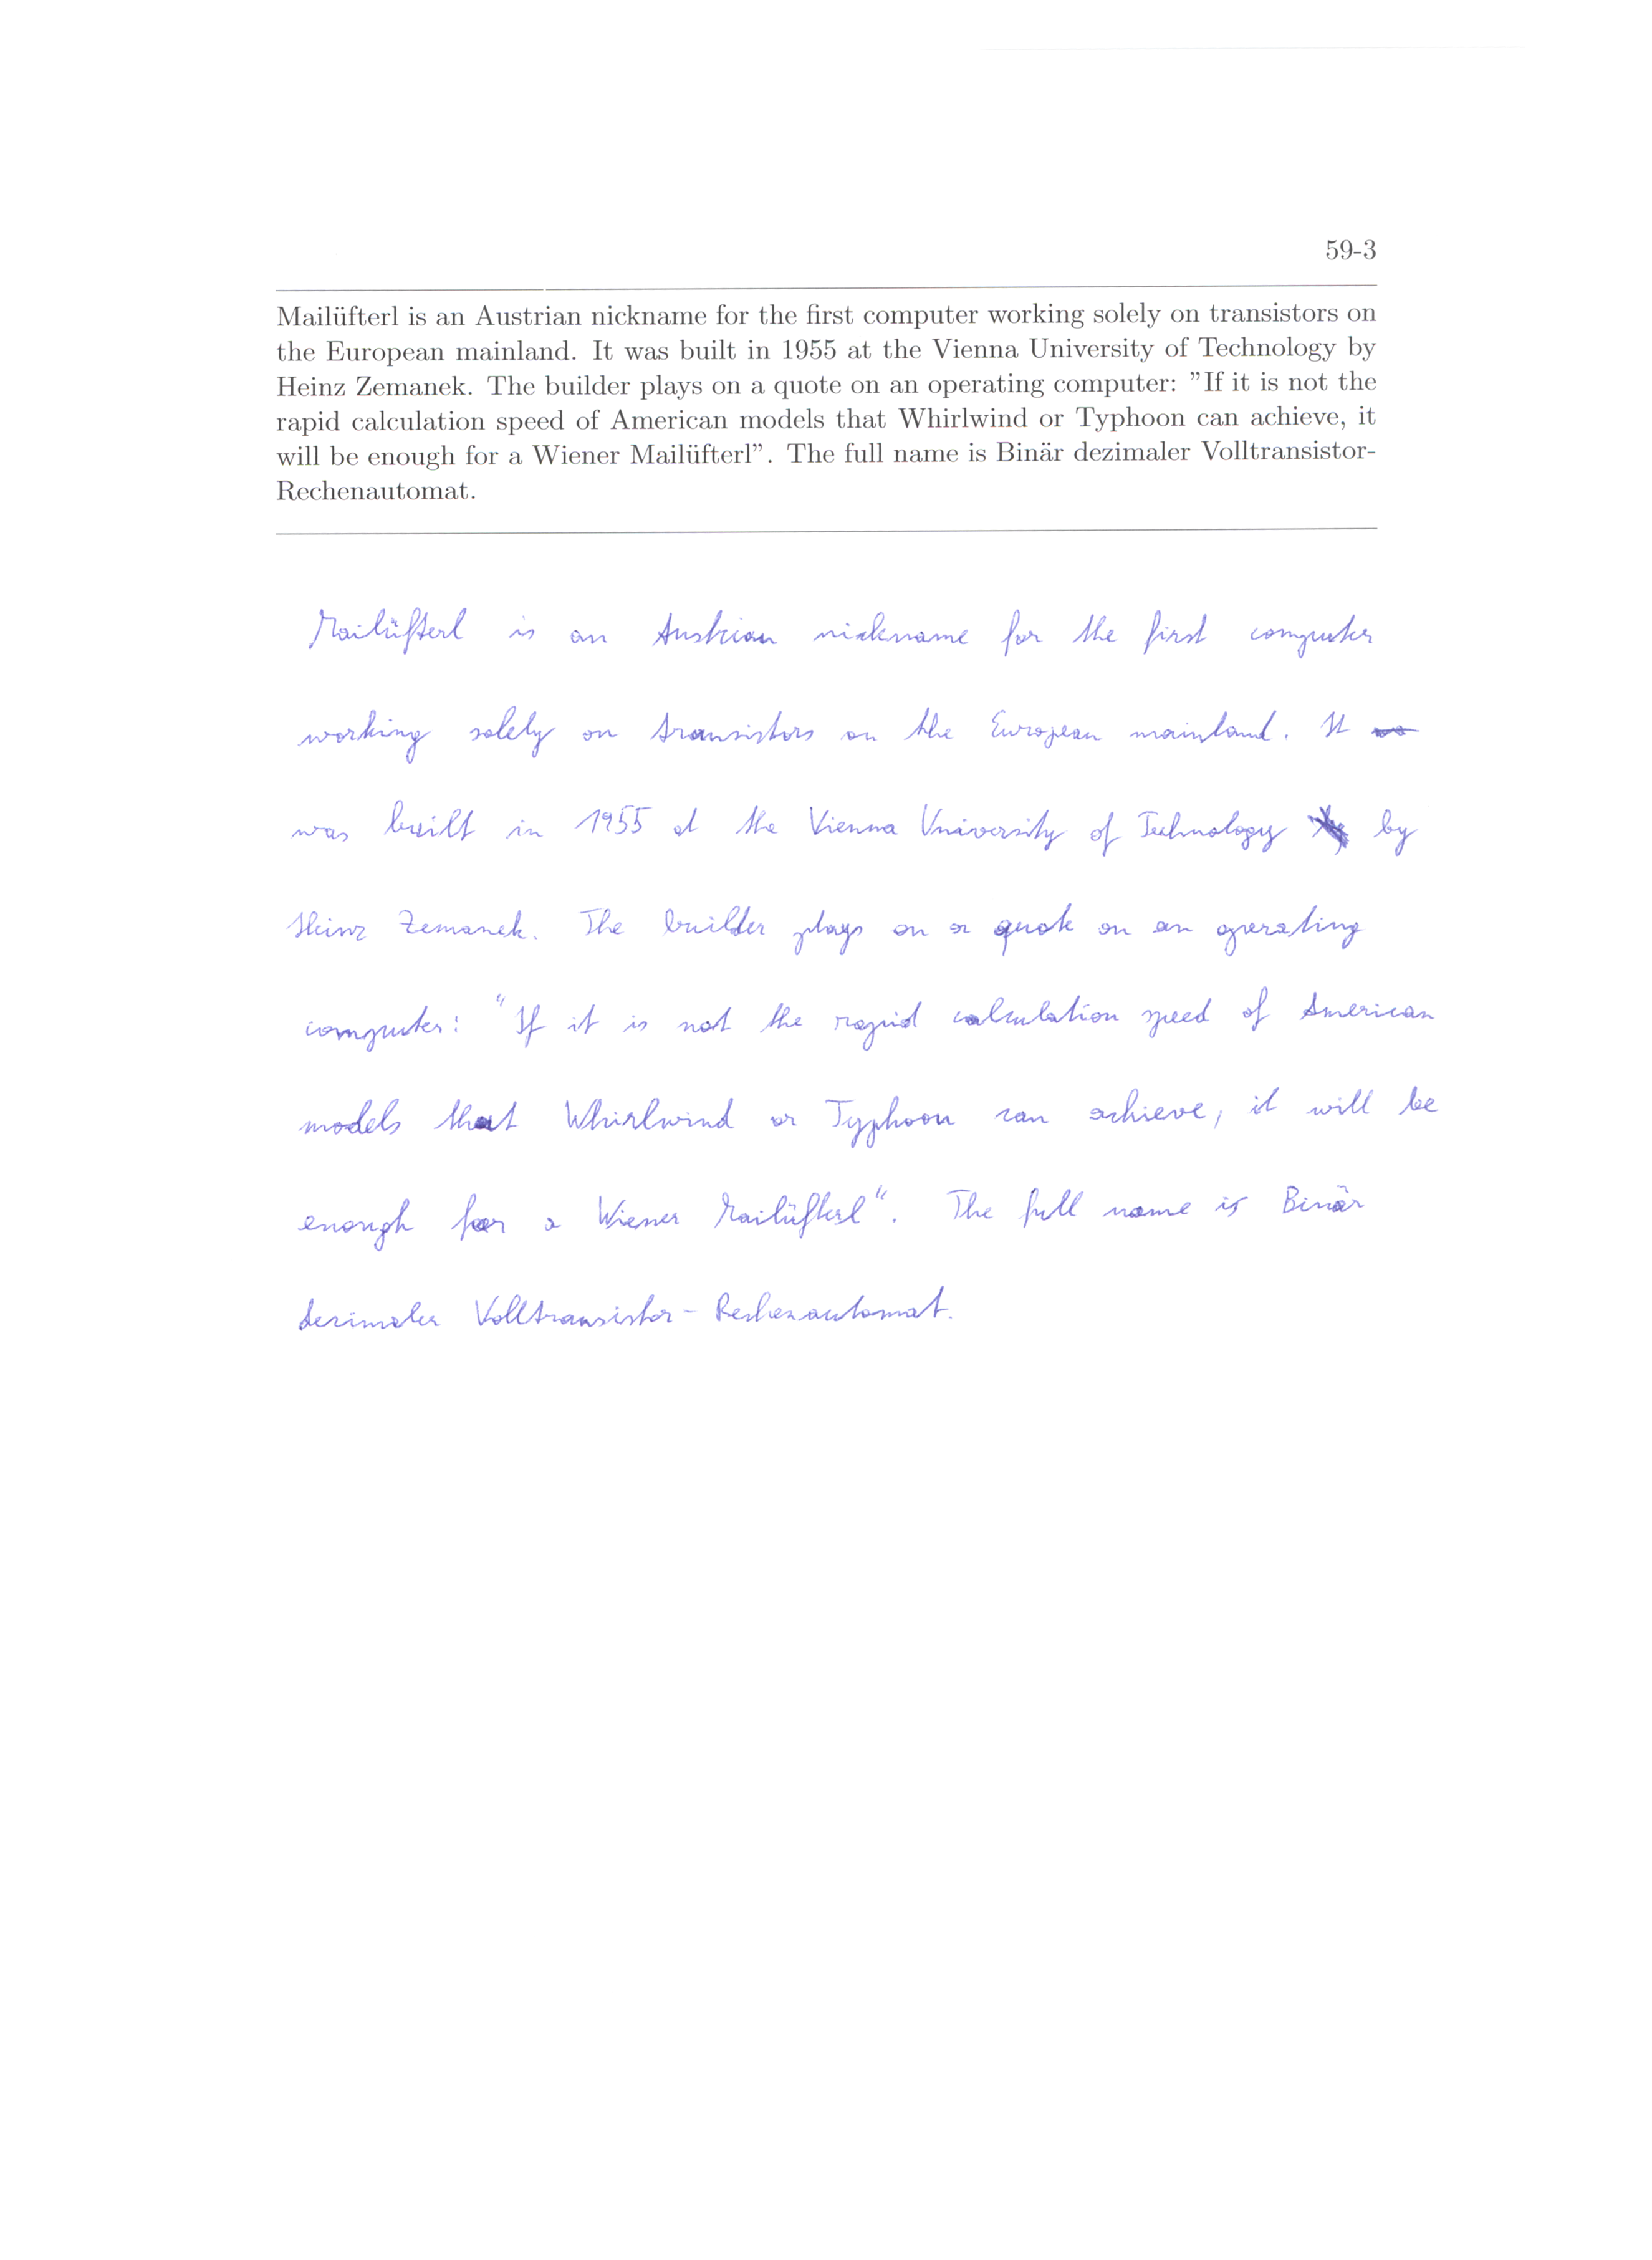 59-3
Mailüfterl is an Austrian nickname for the first computer working solely on transistors on
the European mainland. It was built in 1955 at the Vienna University of Technology by
Heinz Zemanek. The builder plays on a quote on an operating computer: ”If it is not the
rapid calculation speed of American models that Whirlwind or Typhoon can achieve, it
will be enough for a Wiener Mailüfterl”. The full name is Binär dezimaler Volltransistor-
Rechenautomat.
Mailüfterl is an Austrian nickname for the first computer
working solely on transistors on the European mainland. It
was built in 1955 at the Vienna University of Technology by
Heinz Zemanek. The builder plays on a quote on an operating
computer: “If it is not the rapid calculation speed of American
models that Whirlwind or Typhoon can achieve, it will be
enough for a Wiener Mailüfterl“. The full name is Binär
dezimaler Volltransistor-Rechenautomat.